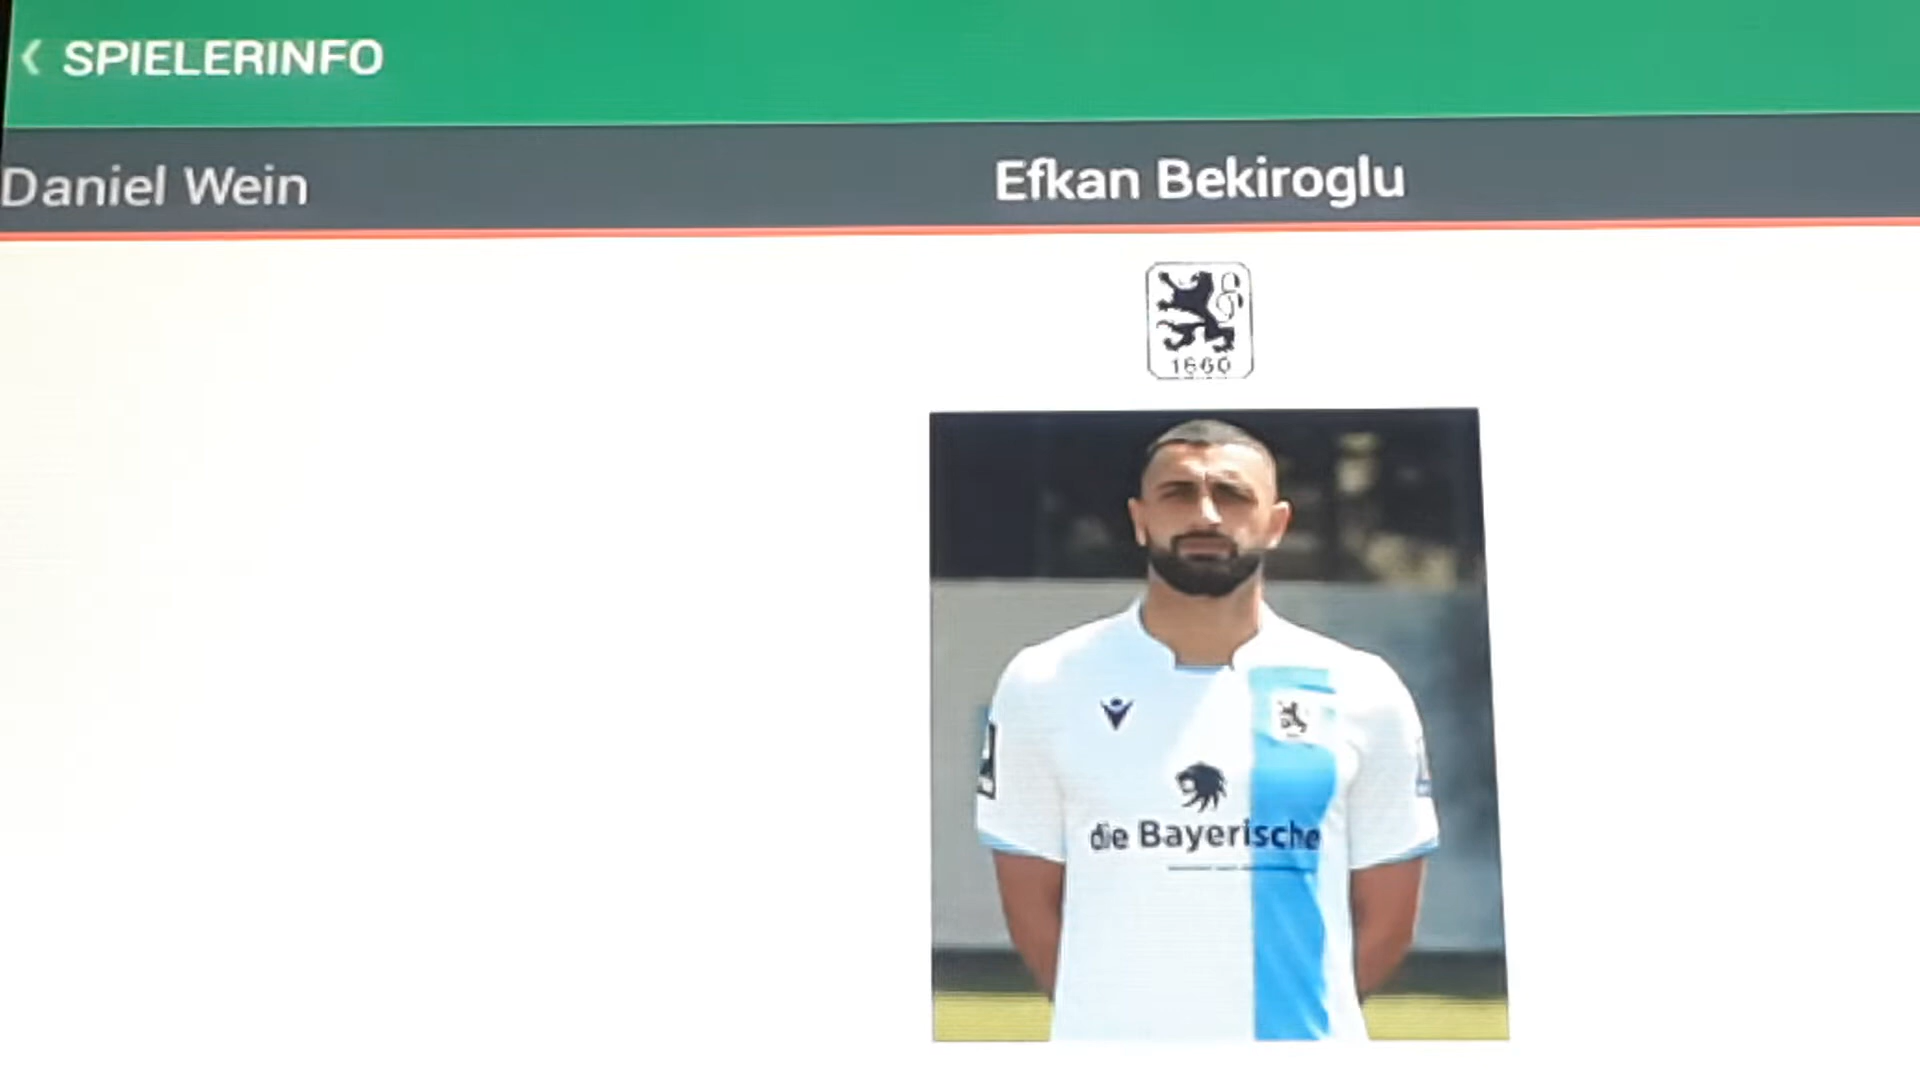 SPIELERINFO
Daniel Wein
Efkan Bekiroglu
1860
die Bayerische